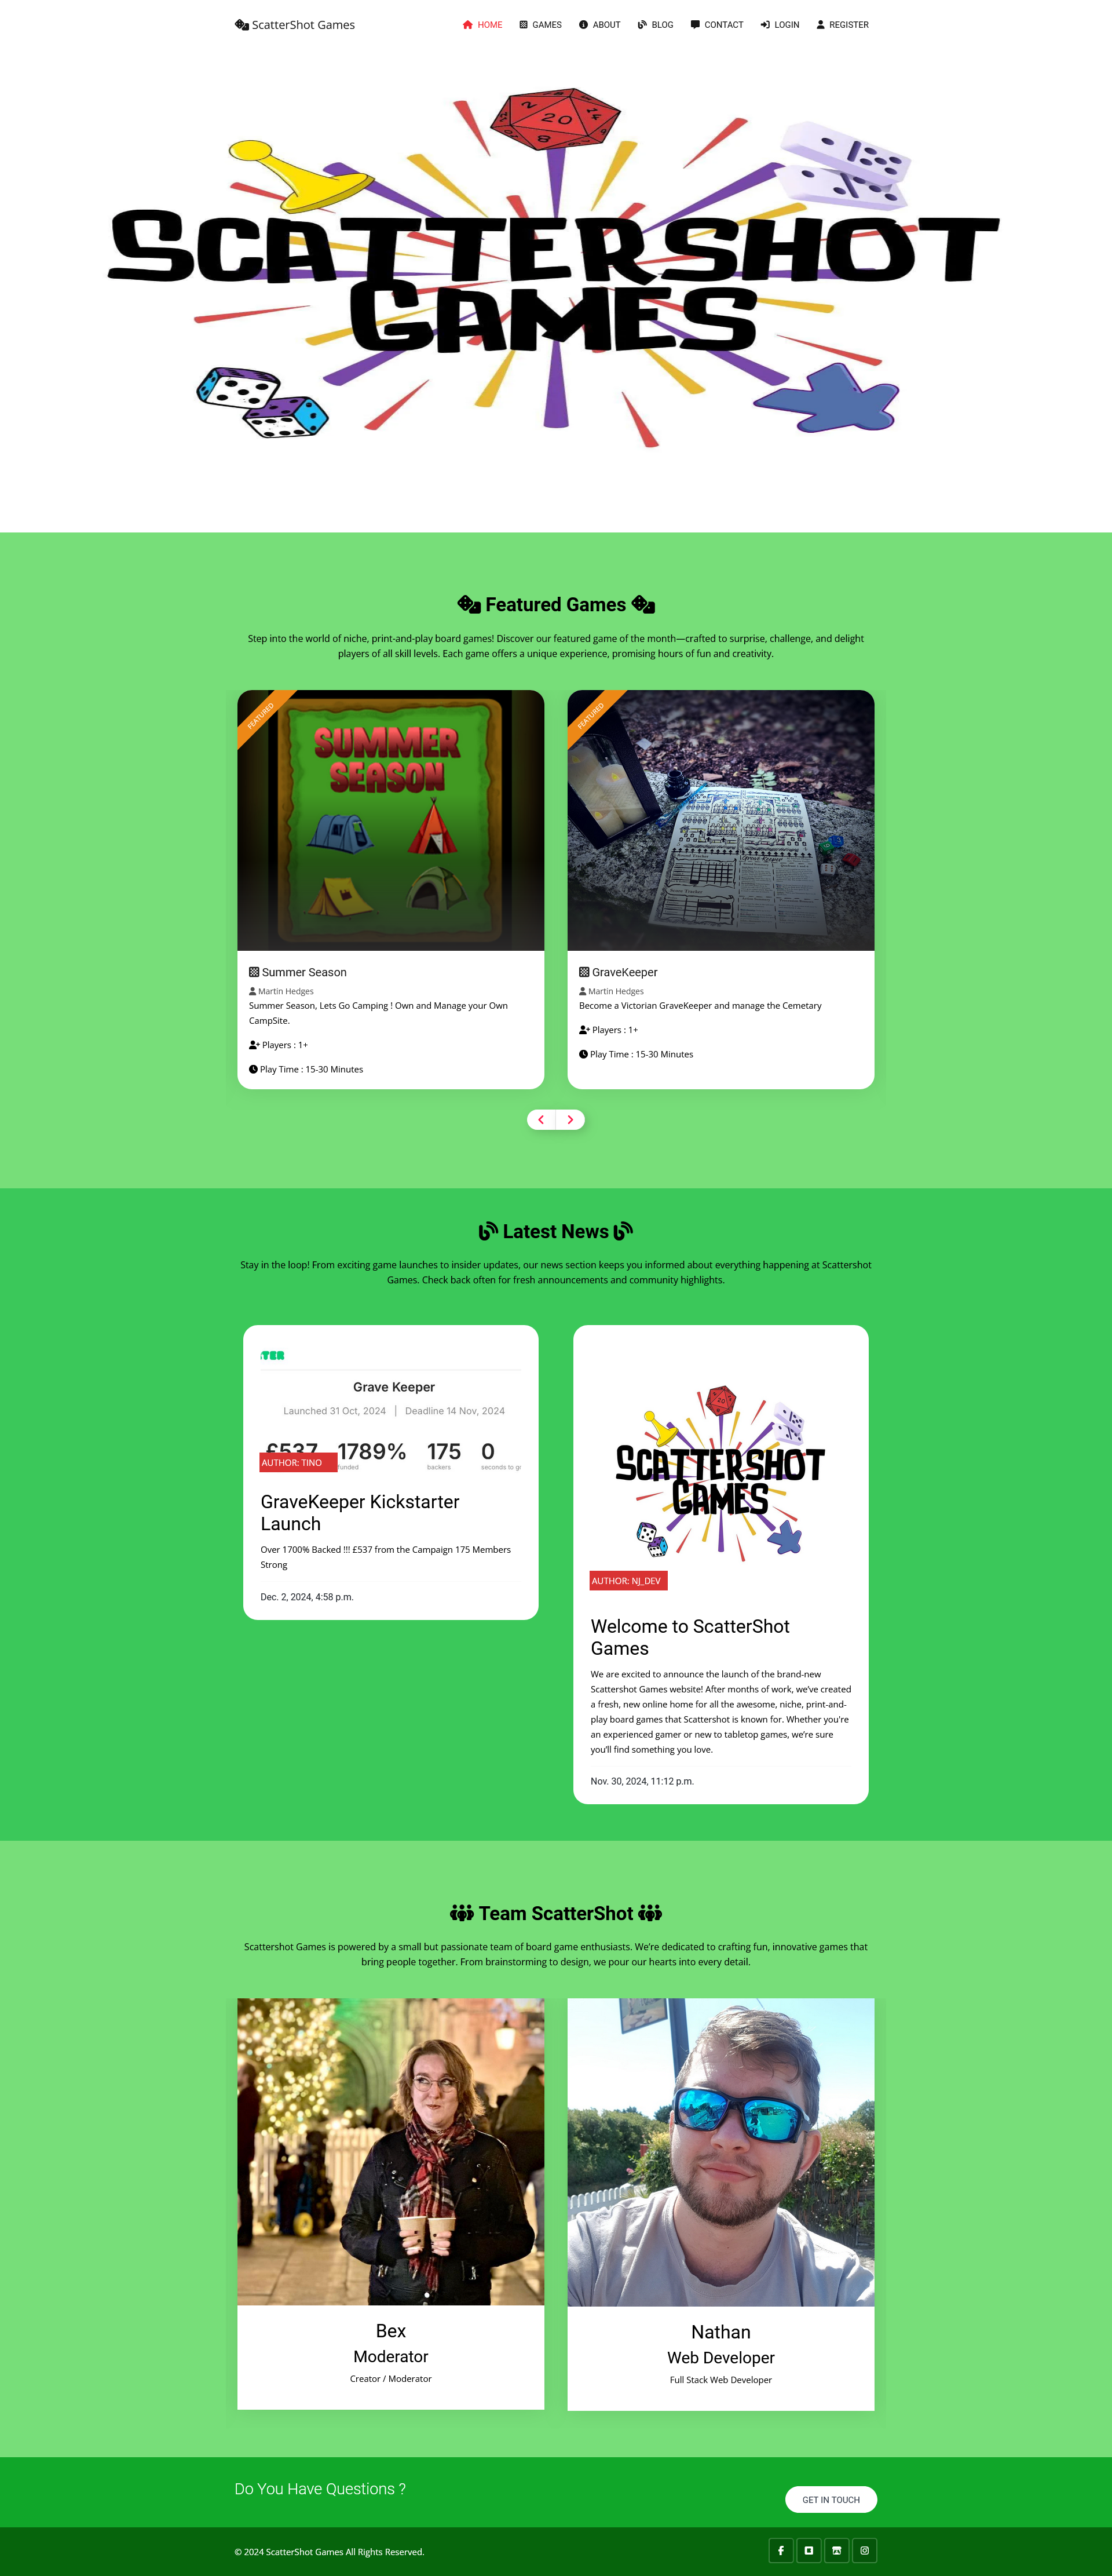 ScatterShot Games
HOME
GAMES
ABOUT
BLOG
CONTACT
LOGIN
REGISTER
20
2
8
SCATTERSHOT
GAMES
Featured Games
Step into the world of niche, print-and-play board games! Discover our featured game of the month—crafted to surprise, challenge, and delight
players of all skill levels. Each game offers a unique experience, promising hours of fun and creativity.
FEATURED
SUMMER
SEASON
Summer Season
Martin Hedges
Summer Season, Lets Go Camping ! Own and Manage your Own
CampSite.
Players : 1+
Play Time : 15-30 Minutes
FEATURED
Grave Keeper
GraveKeeper
Martin Hedges
Become a Victorian GraveKeeper and manage the Cemetary
Players : 1+
Play Time : 15-30 Minutes
Latest News
Stay in the loop! From exciting game launches to insider updates, our news section keeps you informed about everything happening at Scattershot
Games. Check back often for fresh announcements and community highlights.
TER
Grave Keeper
Launched 31 Oct, 2024 | Deadline 14 Nov, 2024
£537 1789% 175 0
funded backers seconds to go
AUTHOR: TINO
GraveKeeper Kickstarter
Launch
Over 1700% Backed !!! £537 from the Campaign 175 Members
Strong
Dec. 2, 2024, 4:58 p.m.
SCATTERSHOT
GAMES
AUTHOR: NJ_DEV
Welcome to ScatterShot
Games
We are excited to announce the launch of the brand-new
Scattershot Games website! After months of work, we've created
a fresh, new online home for all the awesome, niche, print-and-
play board games that Scattershot is known for. Whether you're
an experienced gamer or new to tabletop games, we're sure
you'll find something you love.
Nov. 30, 2024, 11:12 p.m.
Team ScatterShot
Scattershot Games is powered by a small but passionate team of board game enthusiasts. We're dedicated to crafting fun, innovative games that
bring people together. From brainstorming to design, we pour our hearts into every detail.
Bex
Moderator
Creator / Moderator
Nathan
Web Developer
Full Stack Web Developer
Do You Have Questions ?
GET IN TOUCH
© 2024 ScatterShot Games All Rights Reserved.